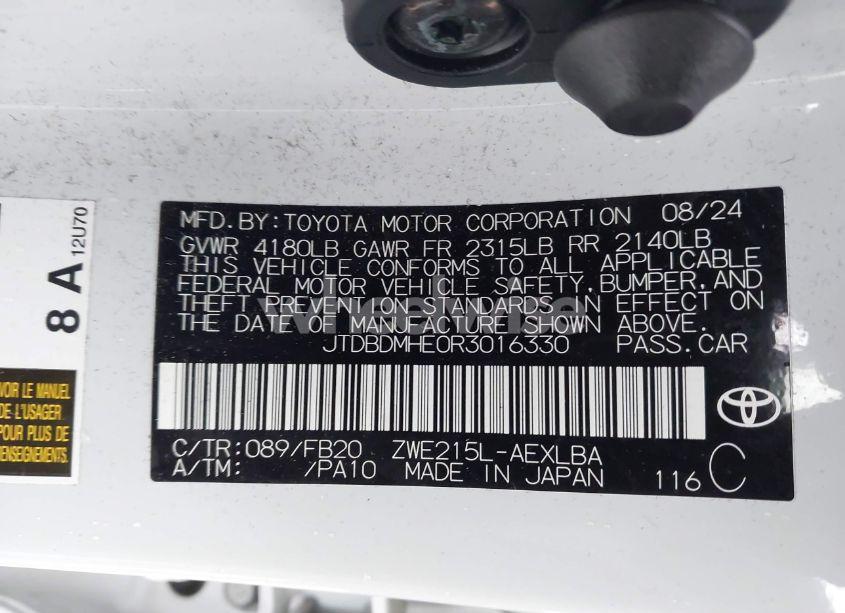 MFD.BY:TOYOTA MOTOR CORPORATION 08/24
GVWR 4180LB GAWR FR 2315LB RR 2140LB
THIS VEHICLE CONFORMS TO ALL APPLICABLE
FEDERAL MOTOR VEHICLE SAFETY,BUMPER,AND
THEFT PREVENTION STANDARDS IN EFFECT ON
THE DATE OF MANUFACTURE SHOWN ABOVE.
JTDBDMHE0R3016330 PASS.CAR
C/TR:089/FB20 ZWE215L-AEXLBA
A/TM: /PA10 MADE IN JAPAN 116 C
8 A 12U70
VOIR LE MANUEL
DE L'USAGER
POUR PLUS DE
RENSEIGNEMENTS.